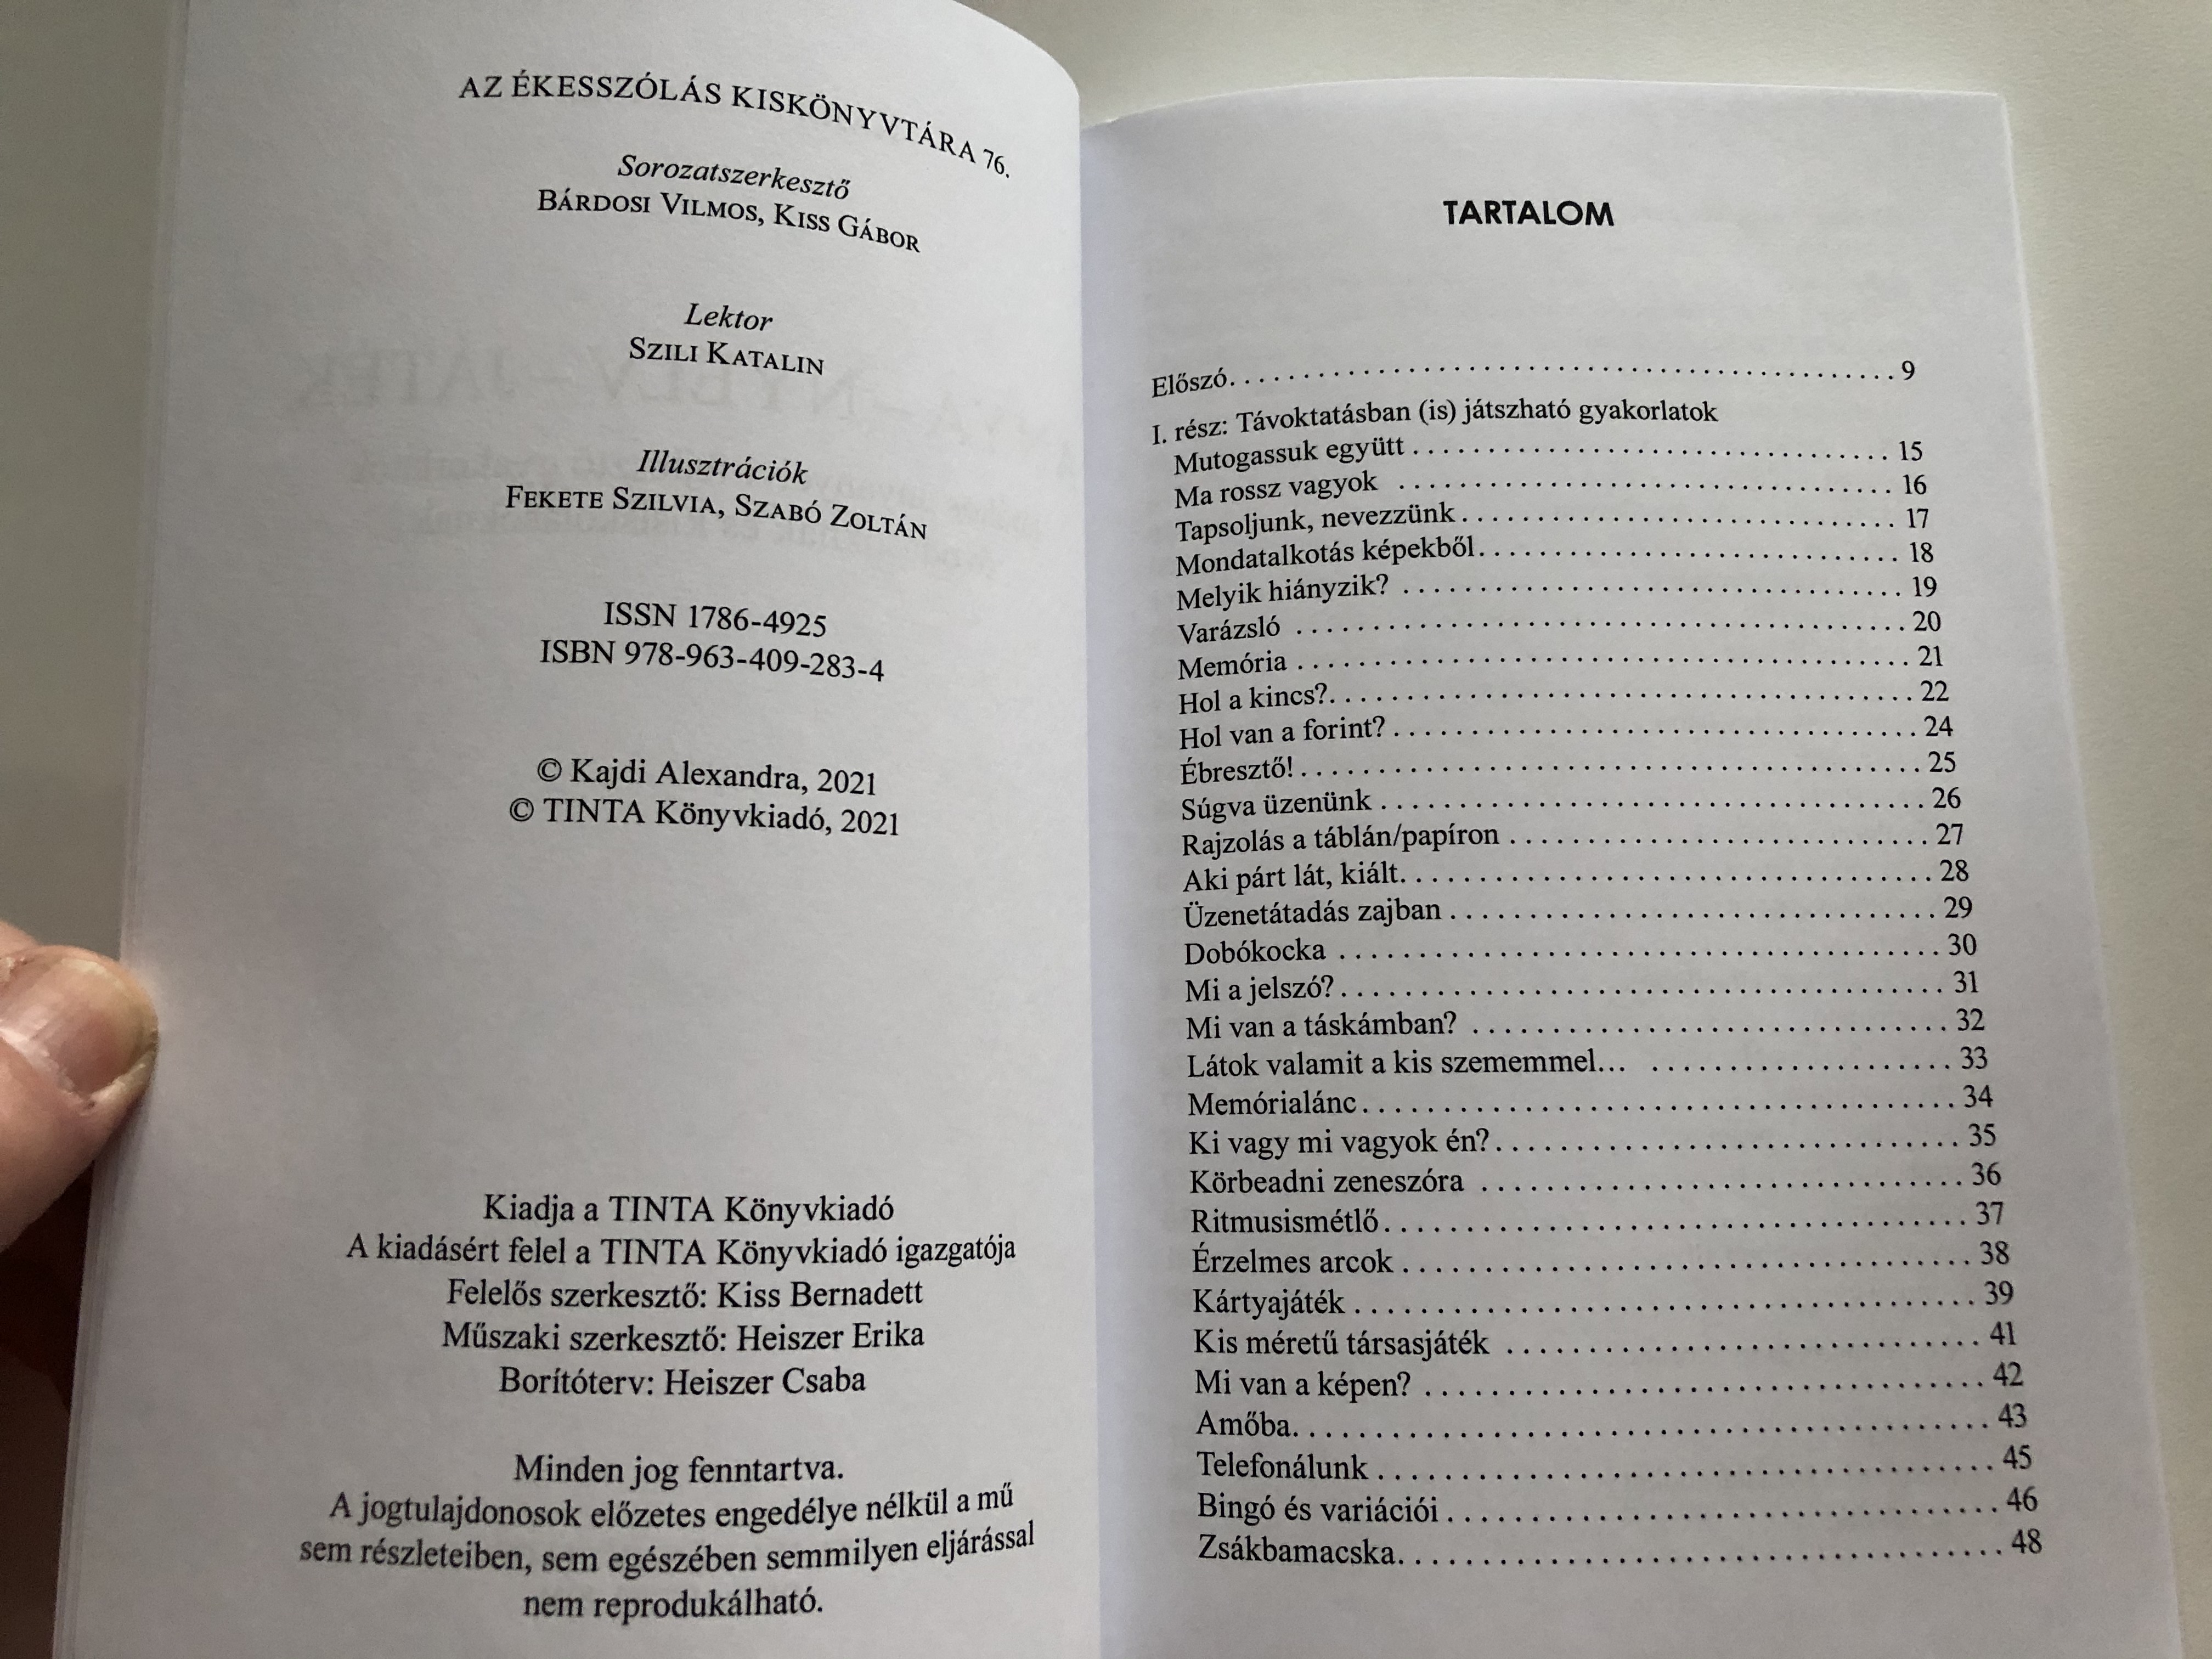 AZ ÉKESSZÓLÁS KISKÖNYVTÁRA 76.
Sorozatszerkesztő
BÁRDOSI VILMOS, KISS GÁBOR
Lektor
SZILI KATALIN
Illusztrációk
FEKETE SZILVIA, SZABÓ ZOLTÁN
ISSN 1786-4925
ISBN 978-963-409-283-4
© Kajdi Alexandra, 2021
© TINTA Könyvkiadó, 2021
Kiadja a TINTA Könyvkiadó
A kiadásért felel a TINTA Könyvkiadó igazgatója
Felelős szerkesztő: Kiss Bernadett
Műszaki szerkesztő: Heiszer Erika
Borítóterv: Heiszer Csaba
Minden jog fenntartva.
A jogtulajdonosok előzetes engedélye nélkül a mű
sem részleteiben, sem egészében semmilyen eljárással
nem reprodukálható.
TARTALOM
Előszó. . . . . . . . . . 9
I. rész: Távoktatásban (is) játszható gyakorlatok
Mutogassuk együtt . . . . . . . . . . 15
Ma rossz vagyok . . . . . . . . . . 16
Tapsoljunk, nevezzünk . . . . . . . . . . 17
Mondatalkotás képekből. . . . . . . . . . 18
Melyik hiányzik? . . . . . . . . . . 19
Varázsló . . . . . . . . . . 20
Memória . . . . . . . . . . 21
Hol a kincs?. . . . . . . . . . 22
Hol van a forint? . . . . . . . . . . 24
Ébresztő! . . . . . . . . . . 25
Súgva üzenünk . . . . . . . . . . 26
Rajzolás a táblán/papíron . . . . . . . . . . 27
Aki párt lát, kiált. . . . . . . . . . 28
Üzenetátadás zajban . . . . . . . . . . 29
Dobókocka . . . . . . . . . . 30
Mi a jelszó? . . . . . . . . . . 31
Mi van a táskámban? . . . . . . . . . . 32
Látok valamit a kis szememmel... . . . . . . . . . . 33
Memórialánc . . . . . . . . . . 34
Ki vagy mi vagyok én? . . . . . . . . . . 35
Körbeadni zeneszóra . . . . . . . . . . 36
Ritmusismétlő . . . . . . . . . . 37
Érzelmes arcok . . . . . . . . . . 38
Kártyajáték . . . . . . . . . . 39
Kis méretű társasjáték . . . . . . . . . . 41
Mi van a képen? . . . . . . . . . . 42
Amőba. . . . . . . . . . 43
Telefonálunk . . . . . . . . . . 45
Bingó és variációi . . . . . . . . . . 46
Zsákbamacska. . . . . . . . . . 48